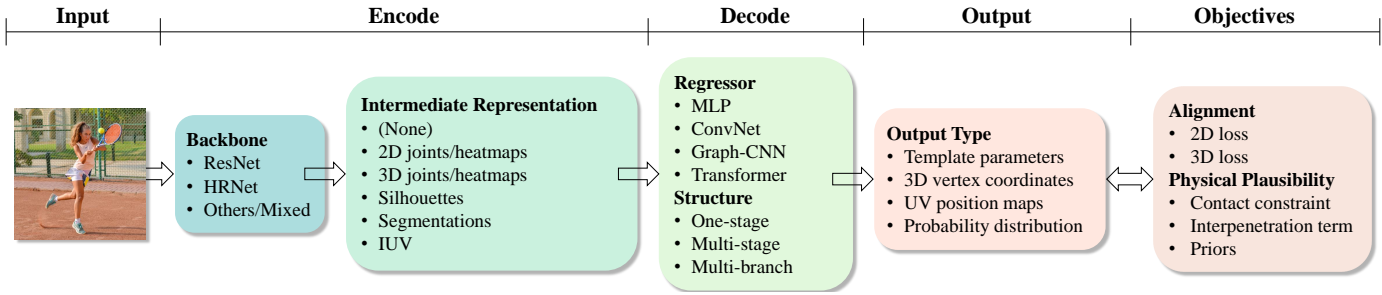 Input
Encode
Decode
Output
Objectives
Backbone
• ResNet
• HRNet
• Others/Mixed
Intermediate Representation
• (None)
• 2D joints/heatmaps
• 3D joints/heatmaps
• Silhouettes
• Segmentations
• IUV
Regressor
• MLP
• ConvNet
• Graph-CNN
• Transformer
Structure
• One-stage
• Multi-stage
• Multi-branch
Output Type
• Template parameters
• 3D vertex coordinates
• UV position maps
• Probability distribution
Alignment
• 2D loss
• 3D loss
Physical Plausibility
• Contact constraint
• Interpenetration term
• Priors